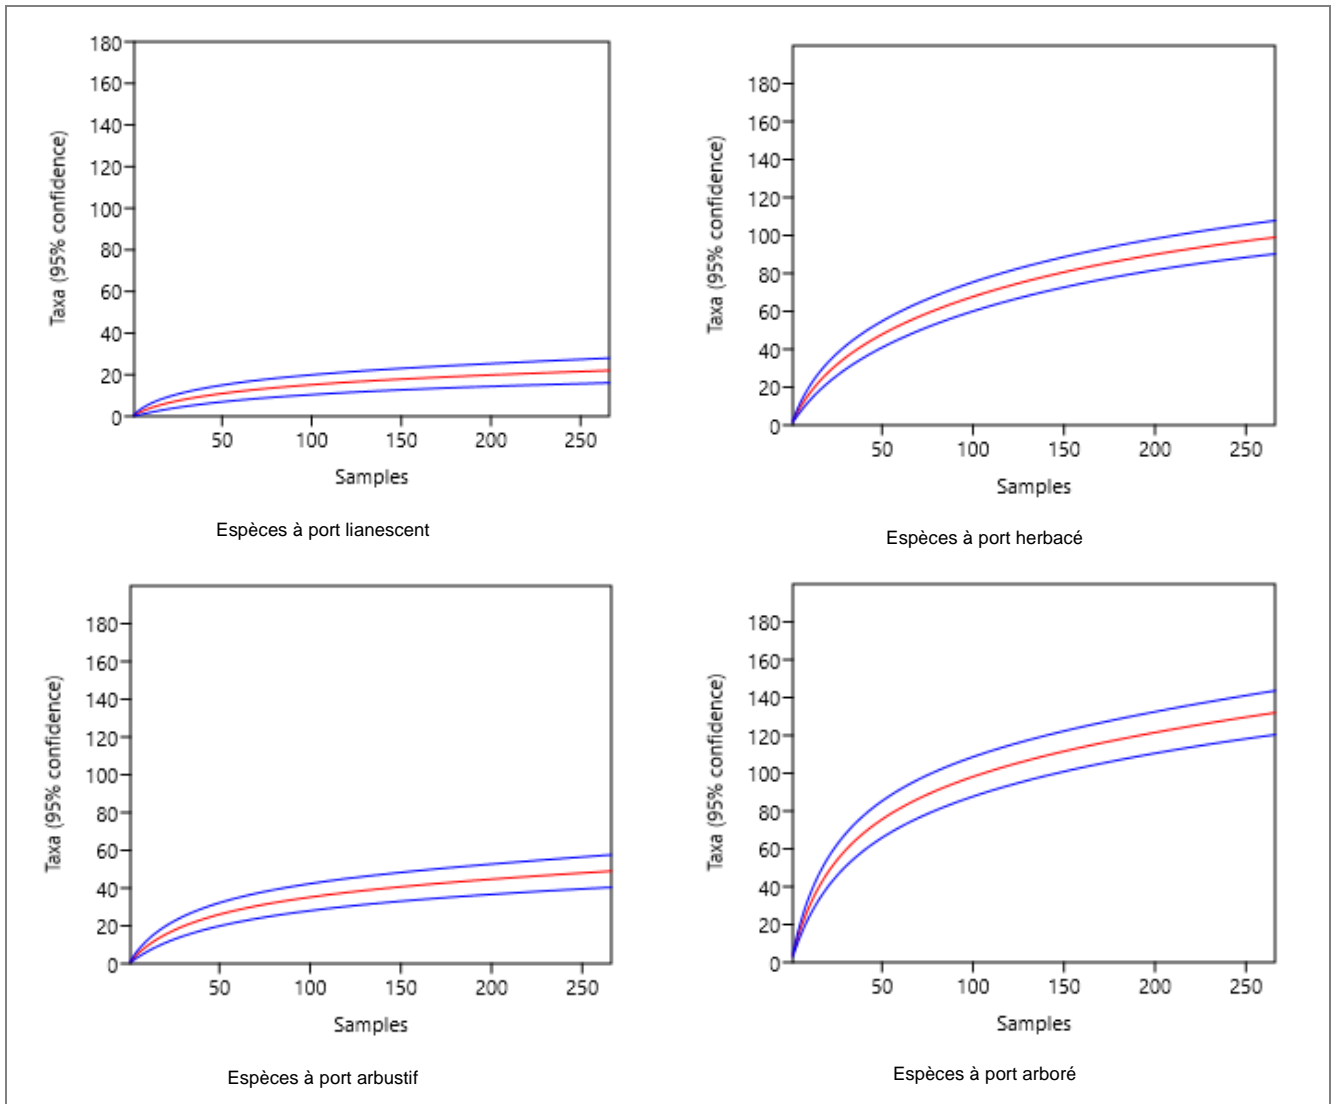 180
160
140
120
100
80
60
40
20
0
Taxa (95% confidence)
50 100 150 200 250
Samples
Espèces à port lianescent
180
160
140
120
100
80
60
40
20
0
Taxa (95% confidence)
50 100 150 200 250
Samples
Espèces à port herbacé
180
160
140
120
100
80
60
40
20
0
Taxa (95% confidence)
50 100 150 200 250
Samples
Espèces à port arbustif
180
160
140
120
100
80
60
40
20
0
Taxa (95% confidence)
50 100 150 200 250
Samples
Espèces à port arboré